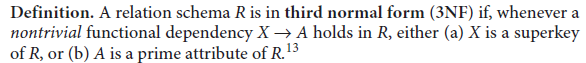 Definition. A relation schema R is in third normal form (3NF) if, whenever a
nontrivial functional dependency X → A holds in R, either (a) X is a superkey
of R, or (b) A is a prime attribute of R.13